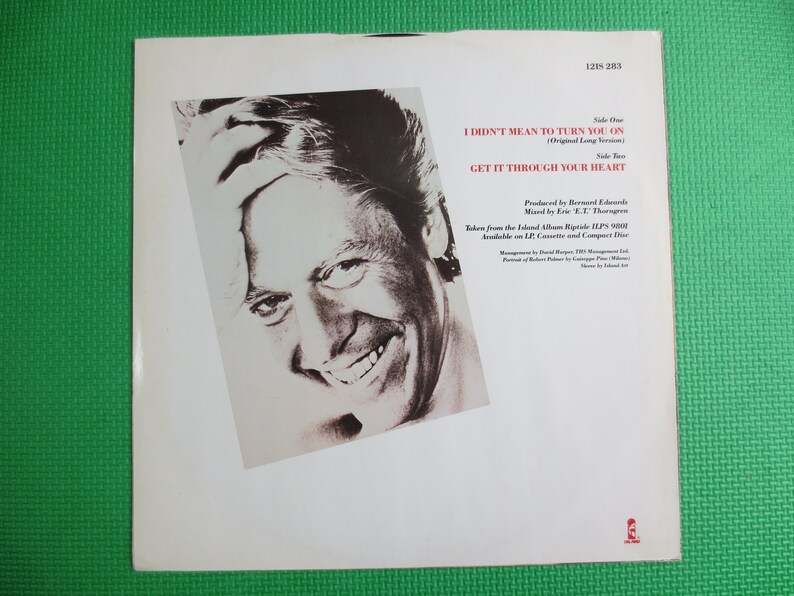 12IS 283
Side One
I DIDN'T MEAN TO TURN YOU ON
(Original Long Version)
Side Two
GET IT THROUGH YOUR HEART
Produced by Bernard Edwards
Mixed by Eric 'E.T.' Thorngren
Taken from the Island Album Riptide ILPS 9801
Available on LP, Cassette and Compact Disc
Management by David Harper, THS Management Ltd.
Portrait of Robert Palmer by Guiseppe Pino (Milano)
Sleeve by Island Art
ISLAND